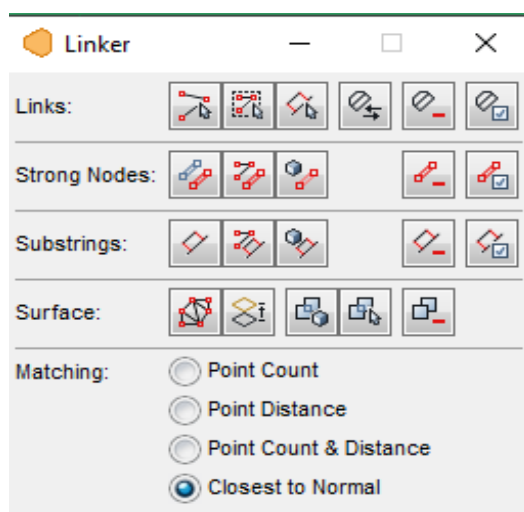 Linker
Links:
Strong Nodes:
Substrings:
Surface:
Matching:
Point Count
Point Distance
Point Count & Distance
Closest to Normal